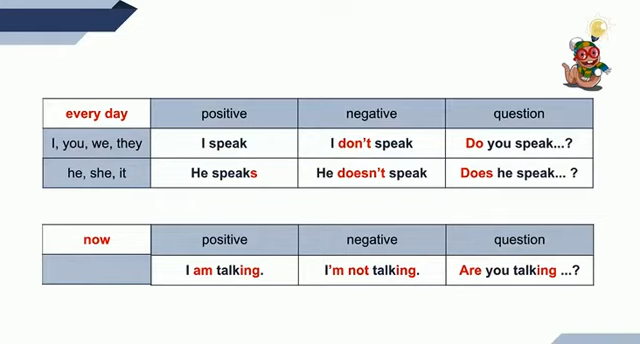 every day positive negative question
I, you, we, they I speak I don't speak Do you speak...?
he, she, it He speaks He doesn't speak Does he speak... ?
now positive negative question
I am talking. I'm not talking. Are you talking ...?